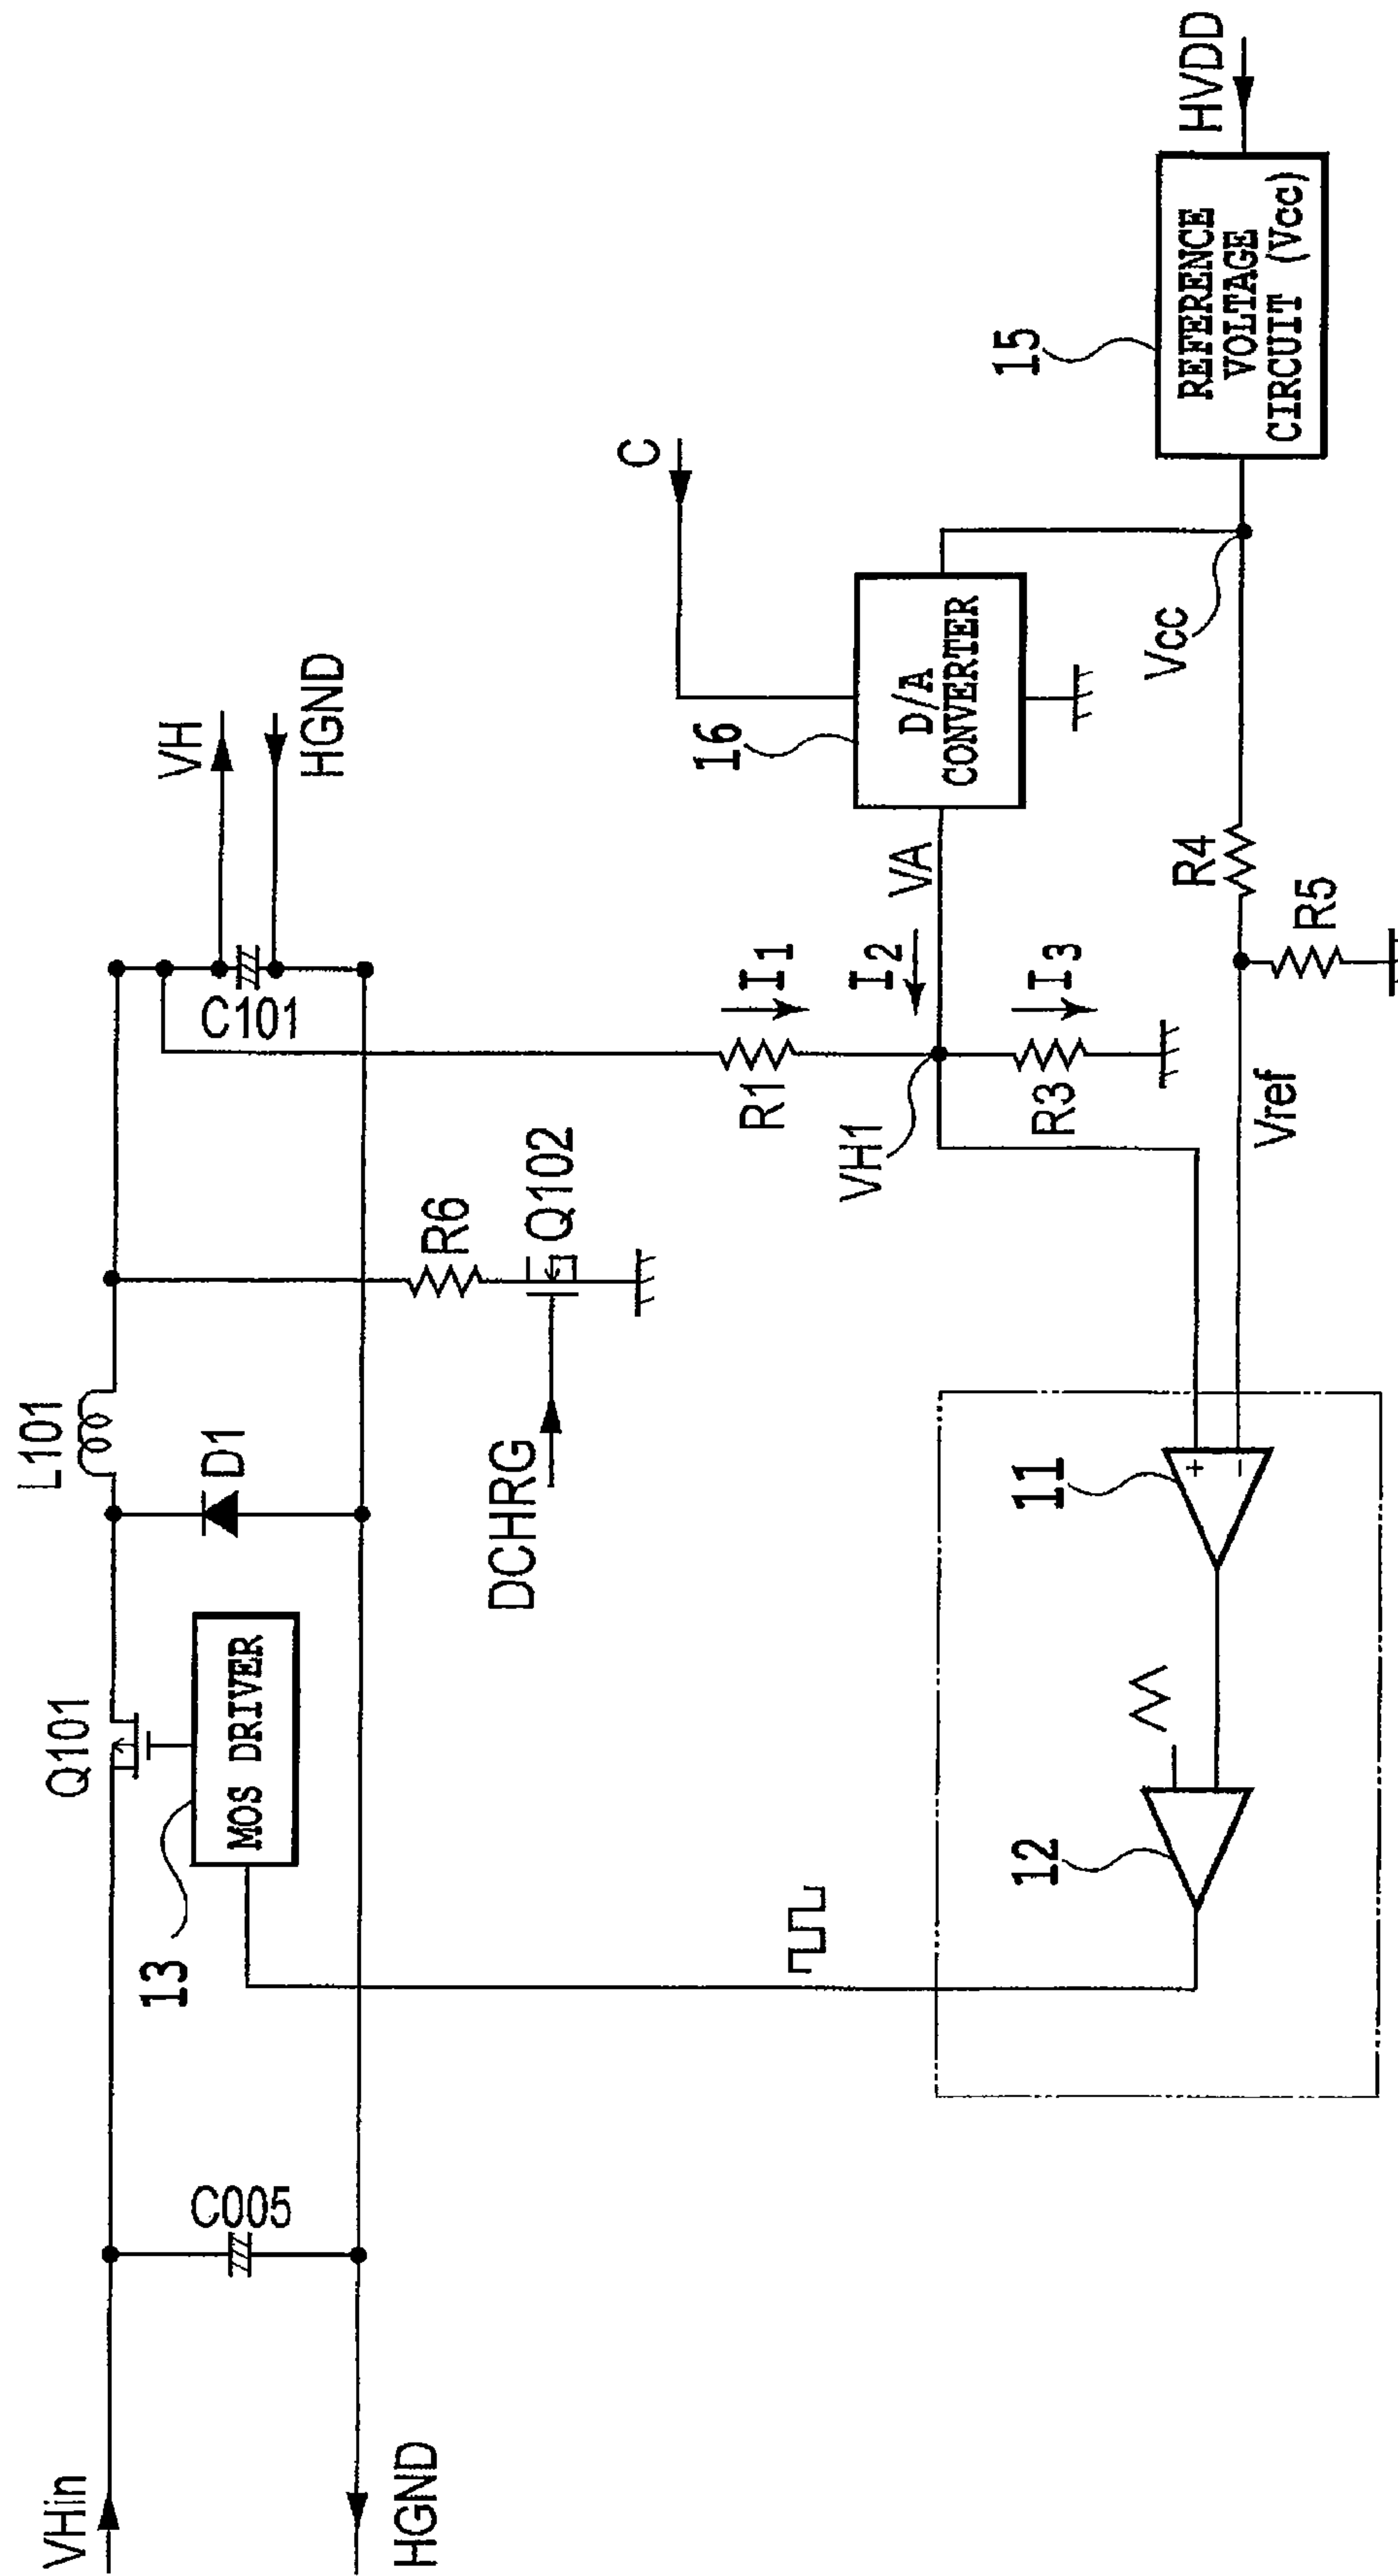 VHin
HGND
C005
Q101
13
MOS DRIVER
L101
D1
DCHRG
R6
Q102
C101
VH
HGND
R1
I1
VH1
I2
VA
R3
I3
16
D/A
CONVERTER
C
12
11
+
−
Vref
R5
R4
Vcc
15
REFERENCE
VOLTAGE
CIRCUIT (Vcc)
HVDD